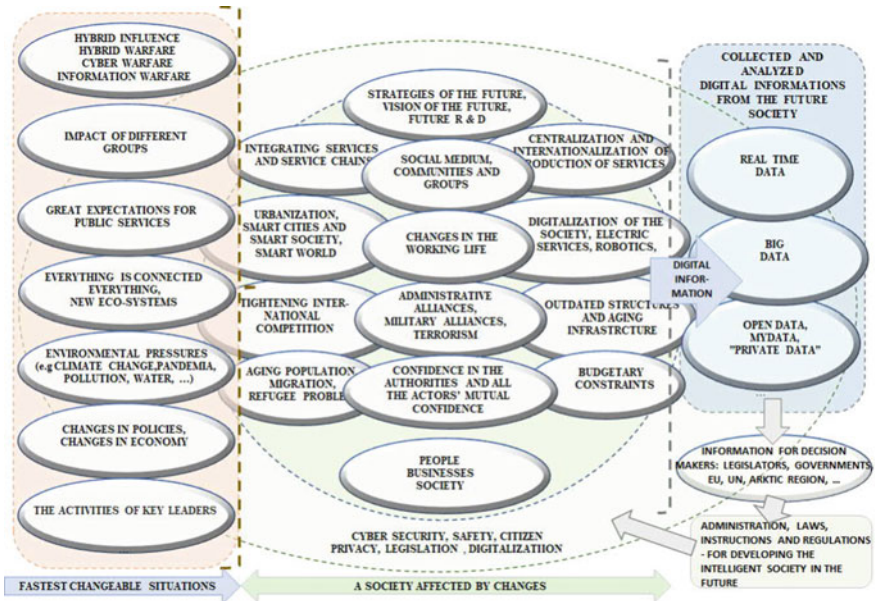 HYBRID INFLUENCE
HYBRID WARFARE
CYBER WARFARE
INFORMATION WARFARE
IMPACT OF DIFFERENT
GROUPS
GREAT EXPECTATIONS FOR
PUBLIC SERVICES
EVERYTHING IS CONNECTED
EVERYTHING,
NEW ECO-SYSTEMS
ENVIRONMENTAL PRESSURES
(e.g CLIMATE CHANGE,PANDEMIA,
POLLUTION, WATER, ...)
CHANGES IN POLICIES,
CHANGES IN ECONOMY
THE ACTIVITIES OF KEY LEADERS
FASTEST CHANGEABLE SITUATIONS
STRATEGIES OF THE FUTURE,
VISION OF THE FUTURE,
FUTURE R & D
INTEGRATING SERVICES
AND SERVICE CHAINS
SOCIAL MEDIUM,
COMMUNITIES AND
GROUPS
CENTRALIZATION AND
INTERNATIONALIZATION OF
PRODUCTION OF SERVICES,
URBANIZATION,
SMART CITIES AND
SMART SOCIETY,
SMART WORLD
CHANGES IN THE
WORKING LIFE
DIGITALIZATION OF THE
SOCIETY, ELECTRIC
SERVICES, ROBOTICS,
TIGHTENING INTER-
NATIONAL
COMPETITION
ADMINISTRATIVE
ALLIANCES,
MILITARY ALLIANCES,
TERRORISM
OUTDATED STRUCTURES
AND AGING
INFRASTRCTURE
AGING POPULATION
MIGRATION,
REFUGEE PROBLE
CONFIDENCE IN THE
AUTHORITIES AND ALL
THE ACTORS' MUTUAL
CONFIDENCE
BUDGETARY
CONSTRAINTS
PEOPLE
BUSINESSES
SOCIETY
CYBER SECURITY, SAFETY, CITIZEN
PRIVACY, LEGISLATION , DIGITALIZATIION
A SOCIETY AFFECTED BY CHANGES
DIGITAL
INFOR-
MATION
COLLECTED AND
ANALYZED
DIGITAL INFORMATIONS
FROM THE FUTURE
SOCIETY
REAL TIME
DATA
BIG
DATA
OPEN DATA,
MYDATA,
"PRIVATE DATA"
...
INFORMATION FOR DECISION
MAKERS: LEGISLATORS, GOVERNMENTS,
EU, UN, ARKTIC REGION, ...
ADMINISTRATION, LAWS,
INSTRUCTIONS AND REGULATIONS
- FOR DEVELOPING THE
INTELLIGENT SOCIETY IN THE
FUTURE